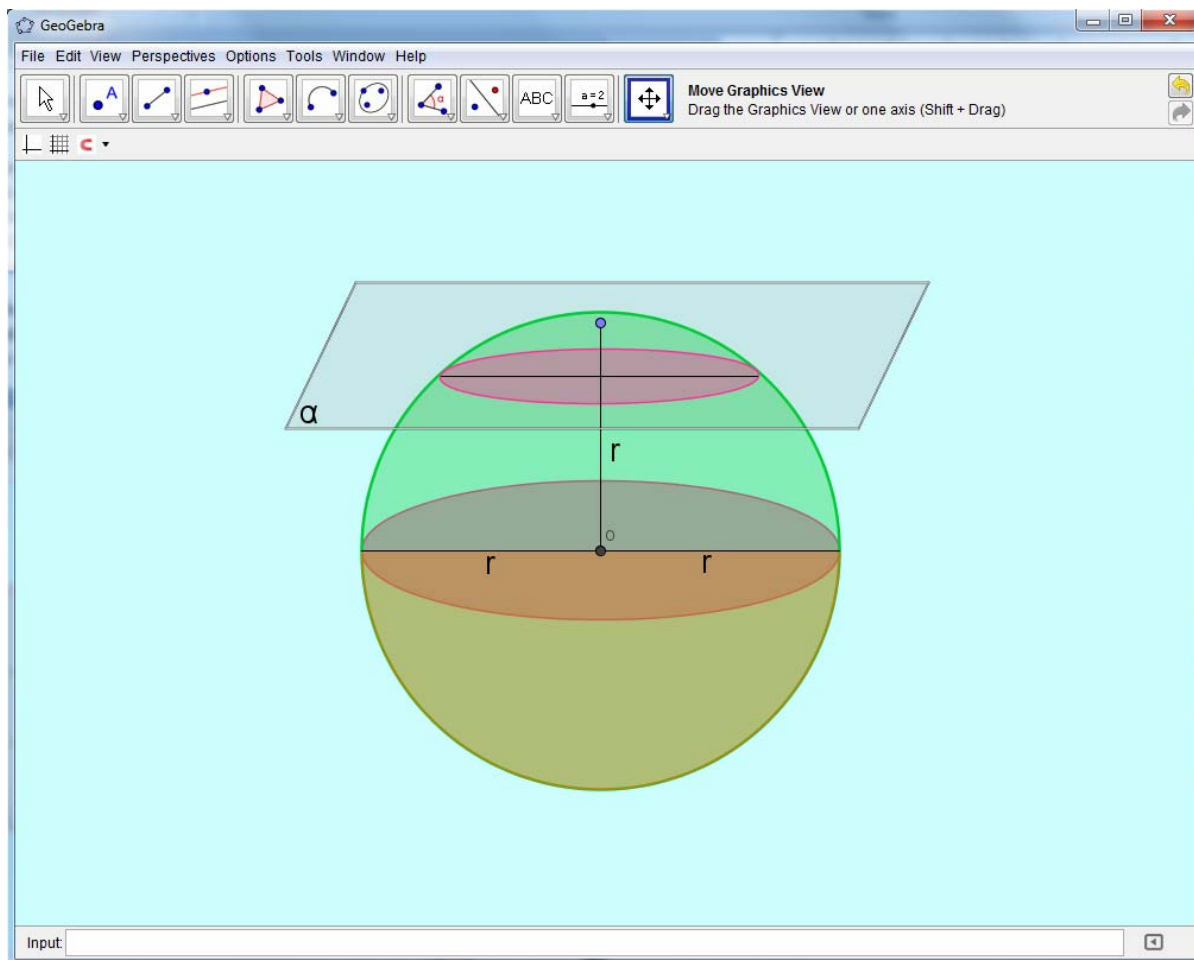 GeoGebra
File Edit View Perspectives Options Tools Window Help
A
α
ABC
a = 2
Move Graphics View
Drag the Graphics View or one axis (Shift + Drag)
α
r
O
r r
Input: